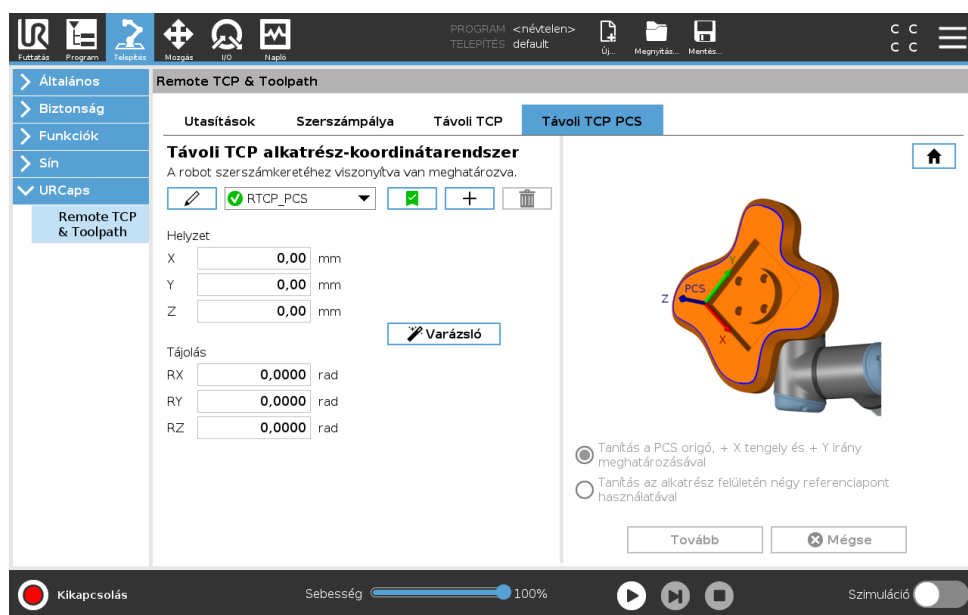 PROGRAM <névtelen>
TELEPÍTÉS default
Futtatás Program Telepítés Mozgás I/O Napló Új... Megnyitás... Mentés...
C C
C C
Általános
Biztonság
Funkciók
Sín
URCaps
Remote TCP
& Toolpath
Remote TCP & Toolpath
Utasítások Szerszámpálya Távoli TCP Távoli TCP PCS
Távoli TCP alkatrész-koordinátarendszer
A robot szerszámkeretéhez viszonyítva van meghatározva.
RTCP_PCS
Helyzet
X 0,00 mm
Y 0,00 mm
Z 0,00 mm
Varázsló
Tájolás
RX 0,0000 rad
RY 0,0000 rad
RZ 0,0000 rad
Y
PCS
Z
X
Tanítás a PCS origó, + X tengely és + Y irány
meghatározásával
Tanítás az alkatrész felületén négy referenciapont
használatával
Tovább Mégse
Kikapcsolás Sebesség 100% Szimuláció